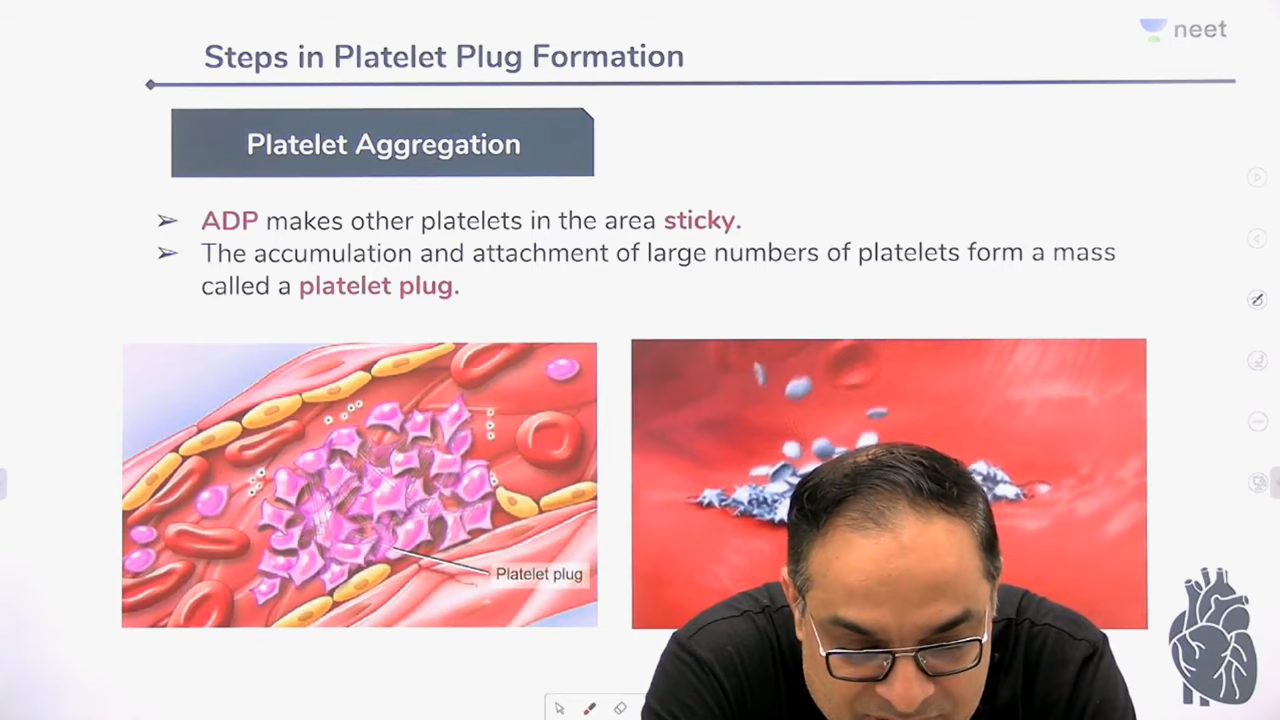 neet
Steps in Platelet Plug Formation
Platelet Aggregation
➢ ADP makes other platelets in the area sticky.
➢ The accumulation and attachment of large numbers of platelets form a mass
called a platelet plug.
Platelet plug